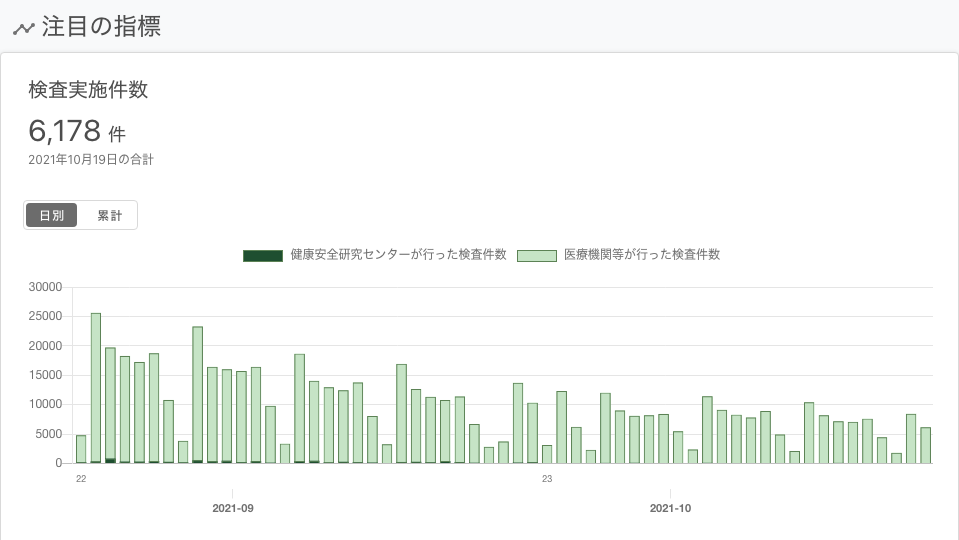 注目の指標
検査実施件数
6,178 件
2021年10月19日の合計
日別 累計
健康安全研究センターが行った検査件数 医療機関等が行った検査件数
30000
25000
20000
15000
10000
5000
0
22 23
2021-09 2021-10